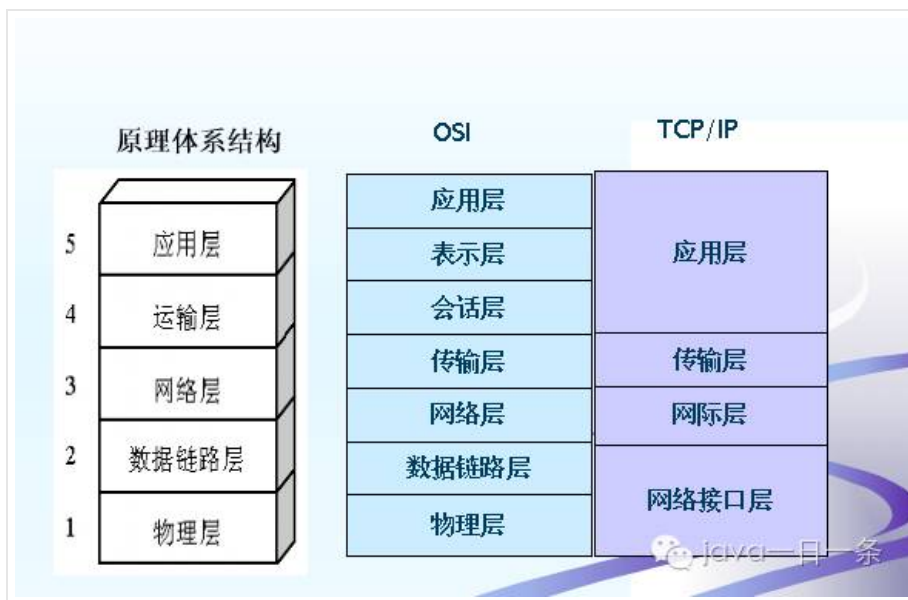 原理体系结构
5 应用层
4 运输层
3 网络层
2 数据链路层
1 物理层
OSI
应用层
表示层
会话层
传输层
网络层
数据链路层
物理层
TCP/IP
应用层
传输层
网际层
网络接口层
java一日一条